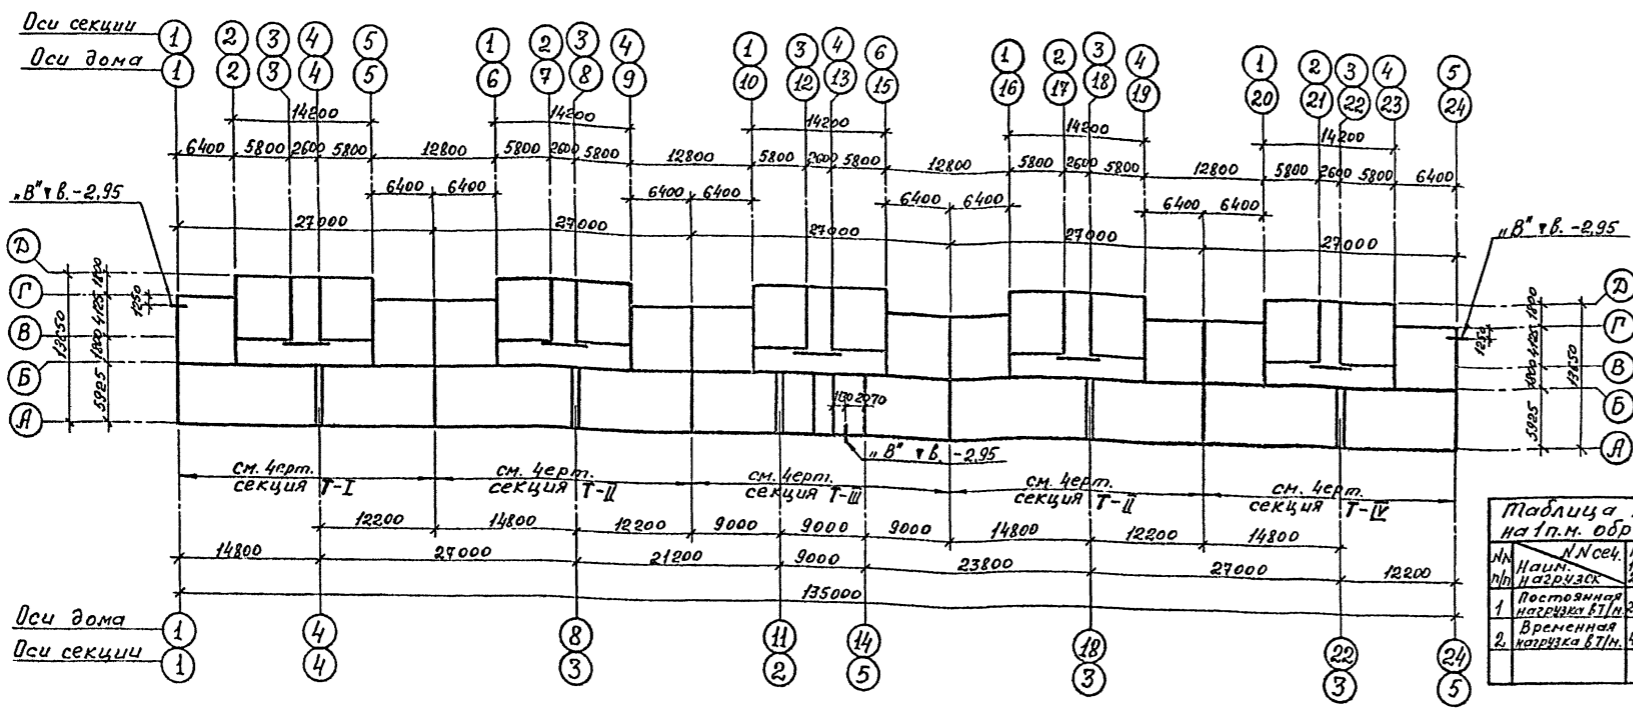 Оси секции
1 2 3 4 5 1 2 3 4 1 3 4 6 1 2 3 4 1 2 3 4 5
Оси дома
1 2 3 4 5 6 7 8 9 10 12 13 15 16 17 18 19 20 21 22 23 24
14200 14200 14200 14200 14200
6400 5800 2600 5800 12800 5800 2600 5800 12800 5800 2600 5800 12800 5800 2600 5800 12800 5800 2600 5800 6400
6400 6400 6400 6400 6400 6400 6400 6400
„В" в. -2,95
27000 27000 27000 27000 27000
„В" в. -2,95
Д
Г
В
Б
А
13650
1800
4125
1800
5925
1250
Д
Г
В
Б
А
1800
4125
1800
5925
13650
1250
2070
„В" в. -2,95
см. черт. секция Т-I
см. черт. секция Т-II
см. черт. секция Т-III
см. черт. секция Т-II
см. черт. секция Т-IV
12200 14800 12200 9000 9000 9000 14800 12200 14800
14800 27000 21200 9000 23800 27000 12200
135000
Оси дома
1 4 8 11 14 18 22 24
Оси секции
1 4 3 2 5 3 3 5
Таблица
на 1 п.м. обр
NN п/п
NN сеч.
Наим. нагрузок
1 Постоянная нагрузка в т/м. 2
2 Временная нагрузка в т/м.